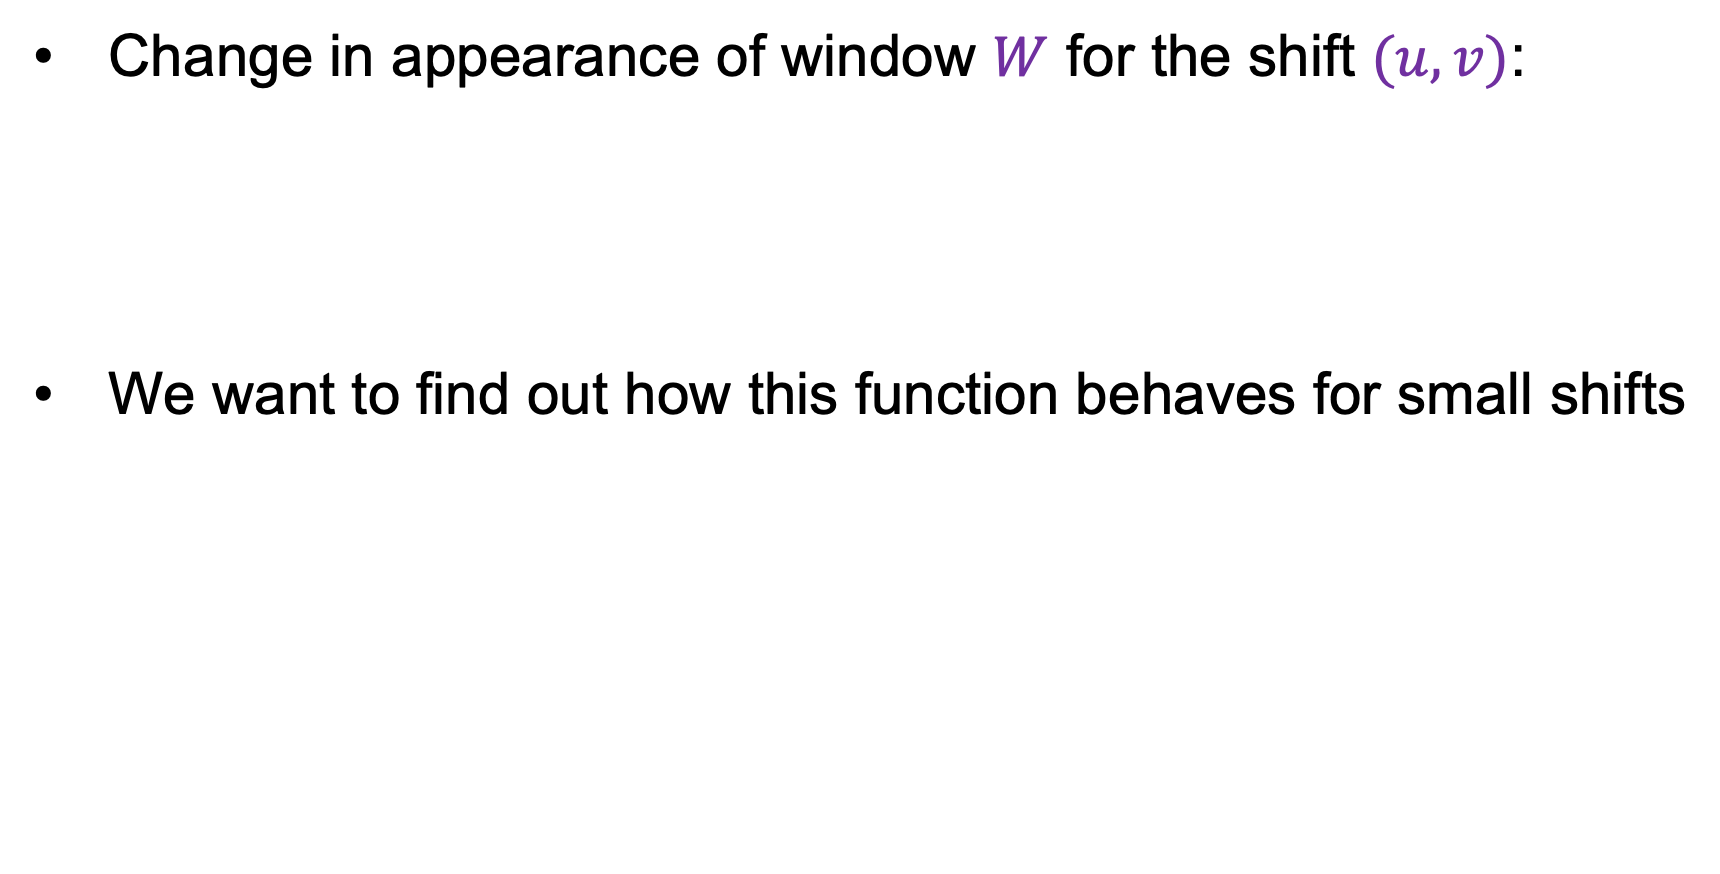 • Change in appearance of window W for the shift (u, v):
• We want to find out how this function behaves for small shifts